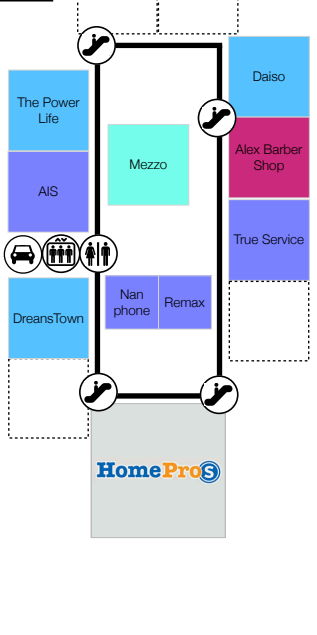 Daiso
The Power
Life
Alex Barber
Shop
Mezzo
AIS
True Service
Nan
phone
Remax
DreansTown
HomePro S